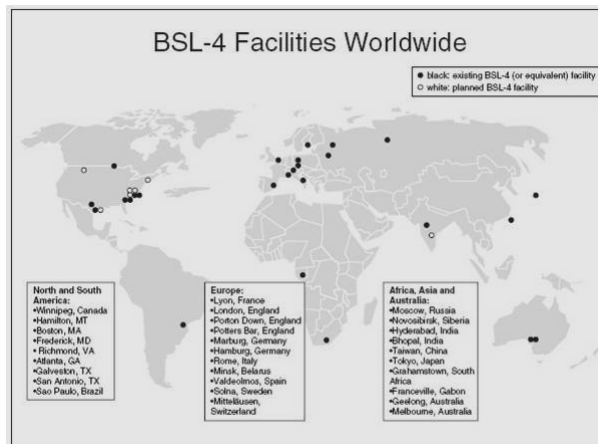 BSL-4 Facilities Worldwide
● black: existing BSL-4 (or equivalent) facility
○ white: planned BSL-4 facility
North and South
America:
•Winnipeg, Canada
•Hamilton, MT
•Boston, MA
•Frederick, MD
• Richmond, VA
•Atlanta, GA
•Galveston, TX
•San Antonio, TX
•Sao Paulo, Brazil
Europe:
•Lyon, France
•London, England
•Porton Down, England
•Potters Bar, England
•Marburg, Germany
•Hamburg, Germany
•Rome, Italy
•Minsk, Belarus
•Valdeolmos, Spain
•Solna, Sweden
•Mitteläusen,
Switzerland
Africa, Asia and
Australia:
•Moscow, Russia
•Novosibirsk, Siberia
•Hyderabad, India
•Bhopal, India
•Taiwan, China
•Tokyo, Japan
•Grahamstown, South
Africa
•Franceville, Gabon
•Geelong, Australia
•Melbourne, Australia